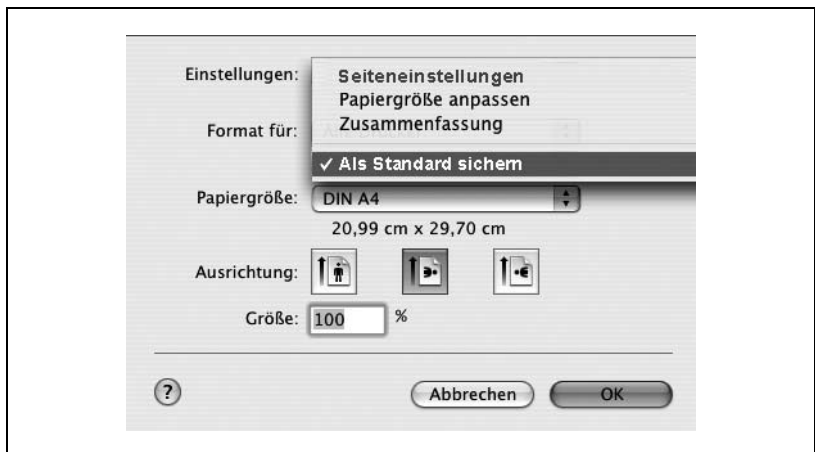 Einstellungen:
Seiteneinstellungen
Papiergröße anpassen
Zusammenfassung
Format für:
✓ Als Standard sichern
Papiergröße: DIN A4
20,99 cm x 29,70 cm
Ausrichtung:
Größe: 100 %
? Abbrechen OK